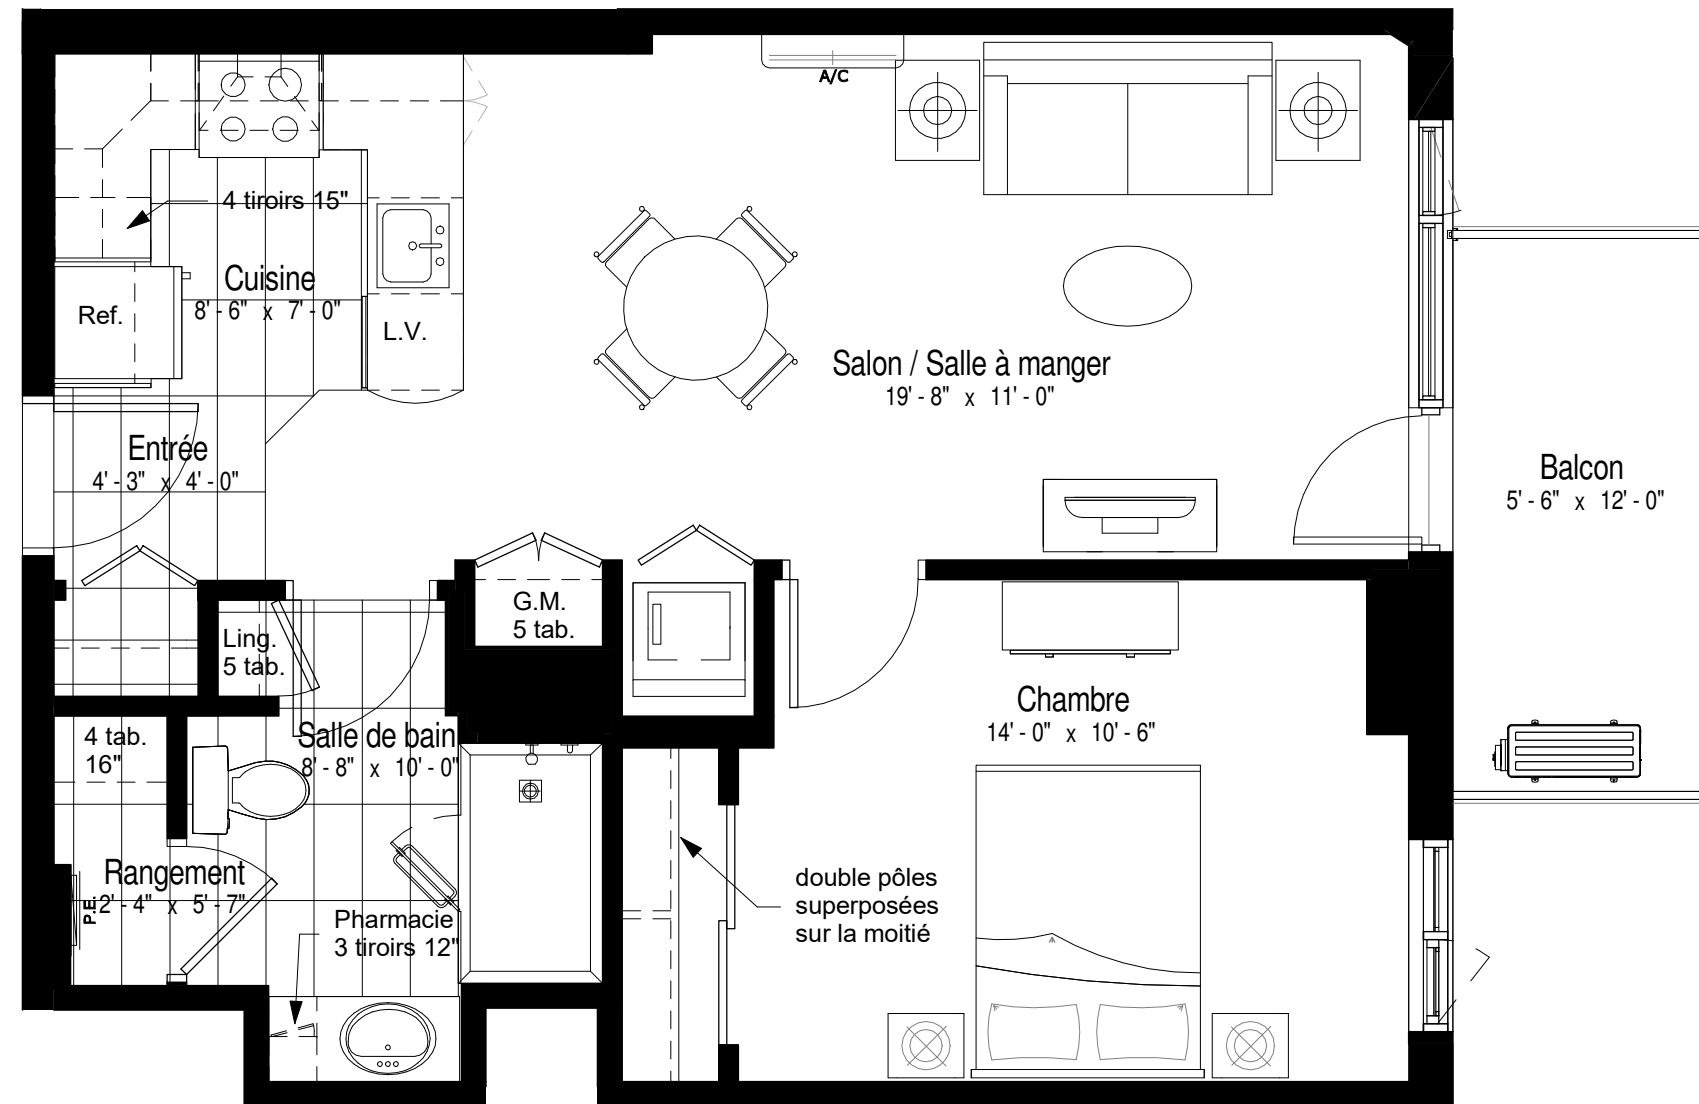 A/C
4 tiroirs 15"
Cuisine
8' - 6" x 7' - 0"
Ref.
L.V.
Salon / Salle à manger
19' - 8" x 11' - 0"
Entrée
4' - 3" x 4' - 0"
Balcon
5' - 6" x 12' - 0"
G.M.
5 tab.
Ling.
5 tab.
Chambre
14' - 0" x 10' - 6"
4 tab.
16"
Salle de bain
8' - 8" x 10' - 0"
Rangement
2' - 4" x 5' - 7"
P.E.
double pôles
superposées
sur la moitié
Pharmacie
3 tiroirs 12"